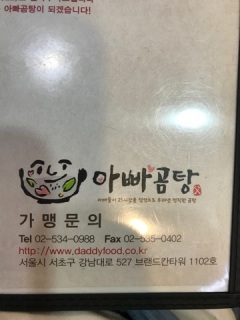 아빠곰탕이 되겠습니다!
아빠곰탕
가맹문의
Tel 02-534-0988 Fax 02-535-0402
http://www.daddyfood.co.kr
서울시 서초구 강남대로 527 브랜드칸타워 1102호